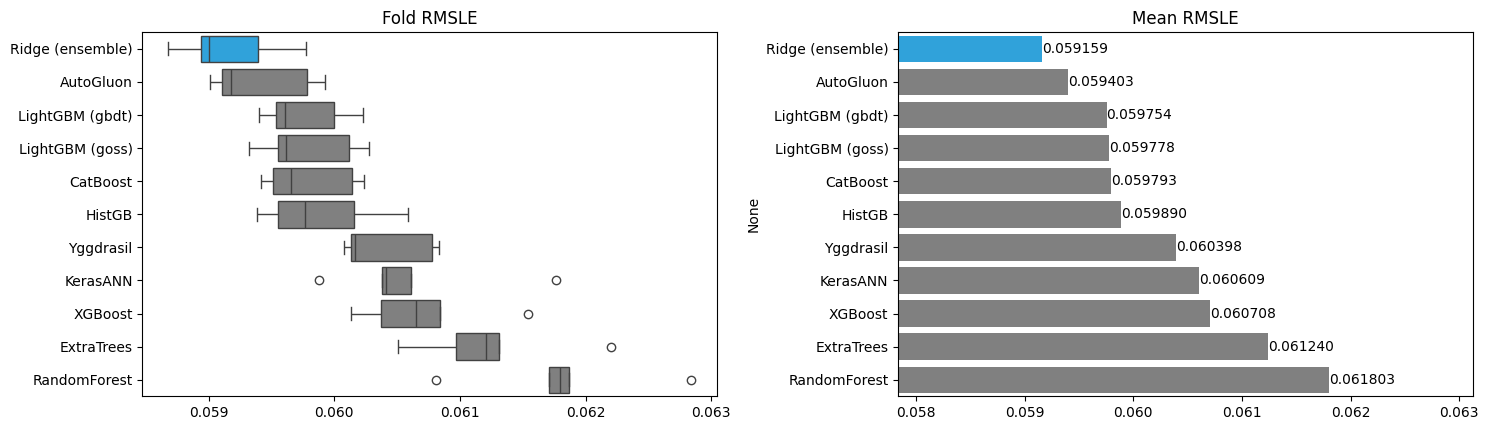 Fold RMSLE
Ridge (ensemble)
AutoGluon
LightGBM (gbdt)
LightGBM (goss)
CatBoost
HistGB
Yggdrasil
KerasANN
XGBoost
ExtraTrees
RandomForest
0.059 0.060 0.061 0.062 0.063
Mean RMSLE
None
Ridge (ensemble) 0.059159
AutoGluon 0.059403
LightGBM (gbdt) 0.059754
LightGBM (goss) 0.059778
CatBoost 0.059793
HistGB 0.059890
Yggdrasil 0.060398
KerasANN 0.060609
XGBoost 0.060708
ExtraTrees 0.061240
RandomForest 0.061803
0.058 0.059 0.060 0.061 0.062 0.063